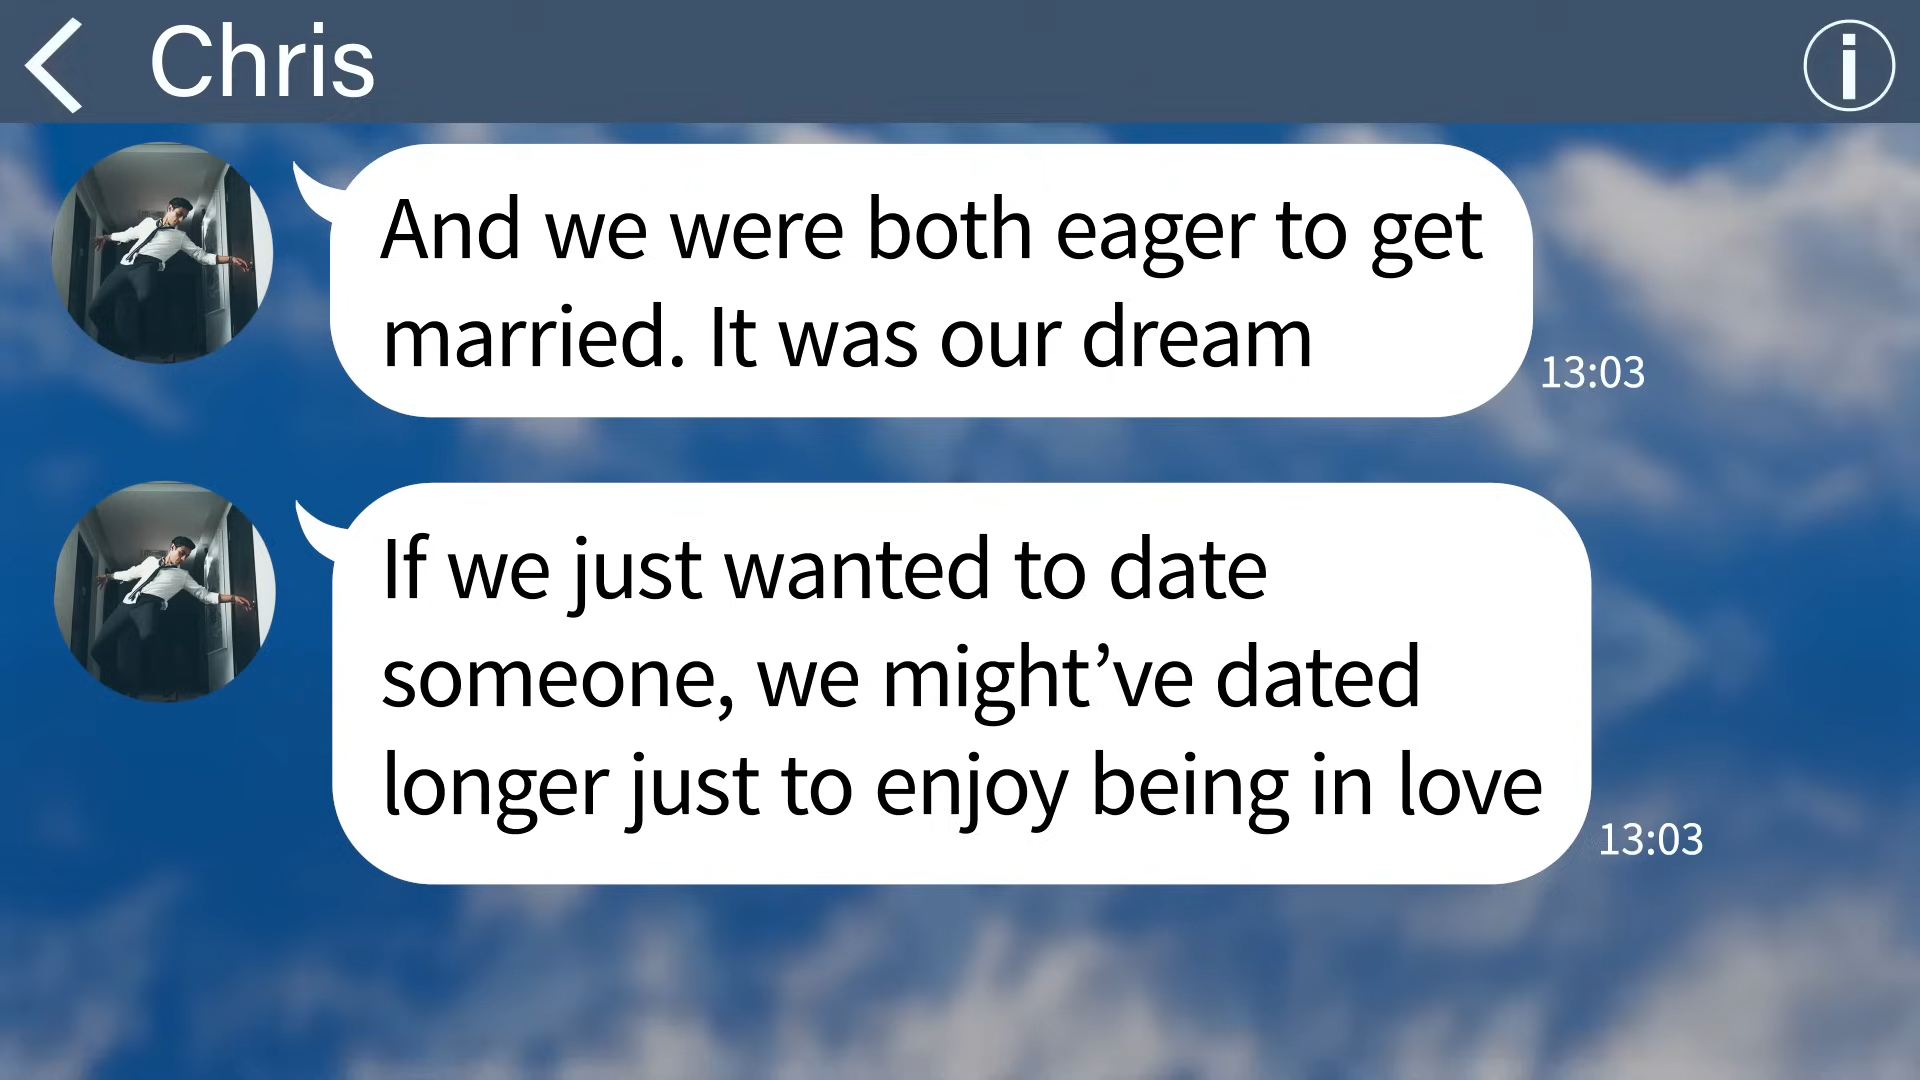 Chris
And we were both eager to get
married. It was our dream
13:03
If we just wanted to date
someone, we might’ve dated
longer just to enjoy being in love
13:03